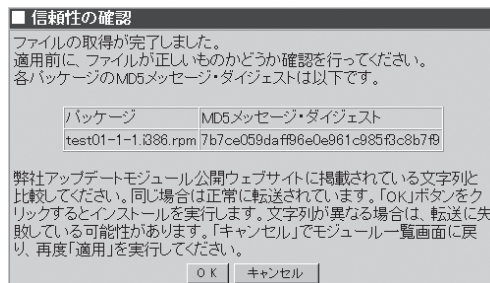 ■ 信頼性の確認
ファイルの取得が完了しました。
適用前に、ファイルが正しいものかどうか確認を行ってください。
各パッケージのMD5メッセージ・ダイジェストは以下です。
パッケージ MD5メッセージ・ダイジェスト
test01-1-1.i386.rpm 7b7ce059daff96e0e961c985f3c8b7f9
弊社アップデートモジュール公開ウェブサイトに掲載されている文字列と
比較してください。同じ場合は正常に転送されています。「OK」ボタンをク
リックするとインストールを実行します。文字列が異なる場合は、転送に失
敗している可能性があります。「キャンセル」でモジュール一覧画面に戻
り、再度「適用」を実行してください。
OK キャンセル